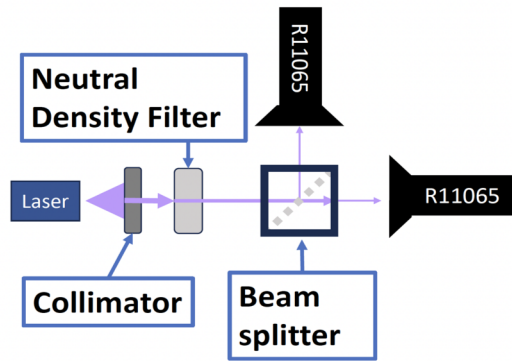 Neutral
Density Filter
R11065
Laser
R11065
Collimator
Beam
splitter